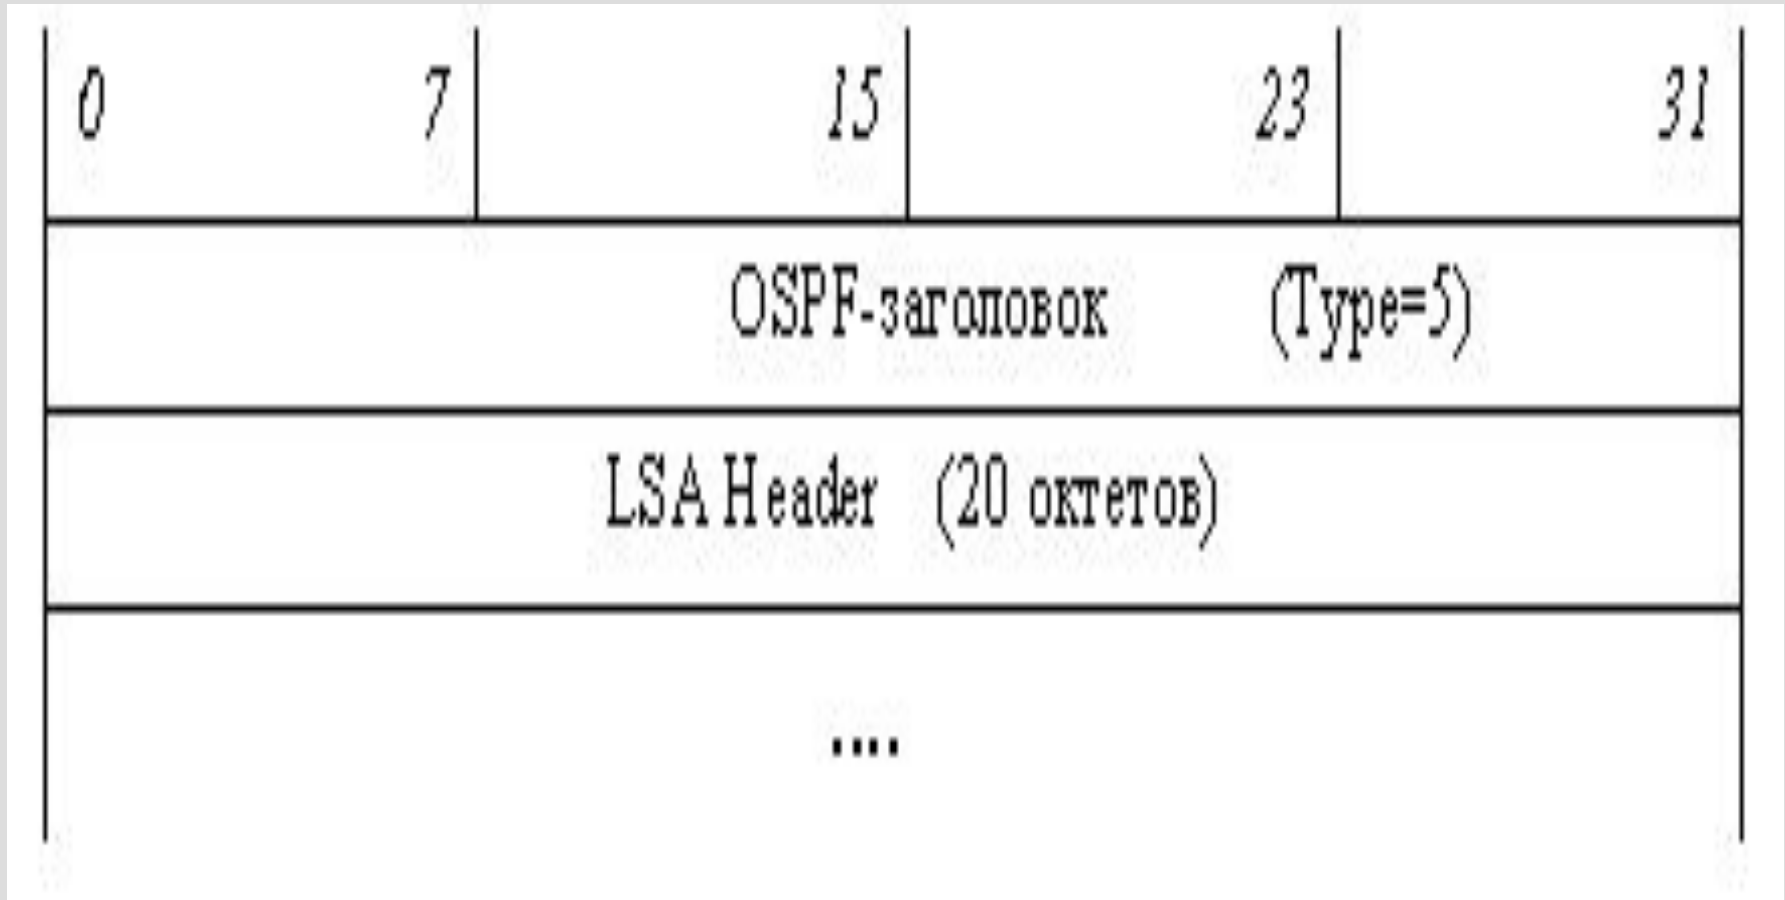 0 7 15 23 31
OSPF-заголовок (Type=5)
LSA Header (20 октетов)
....